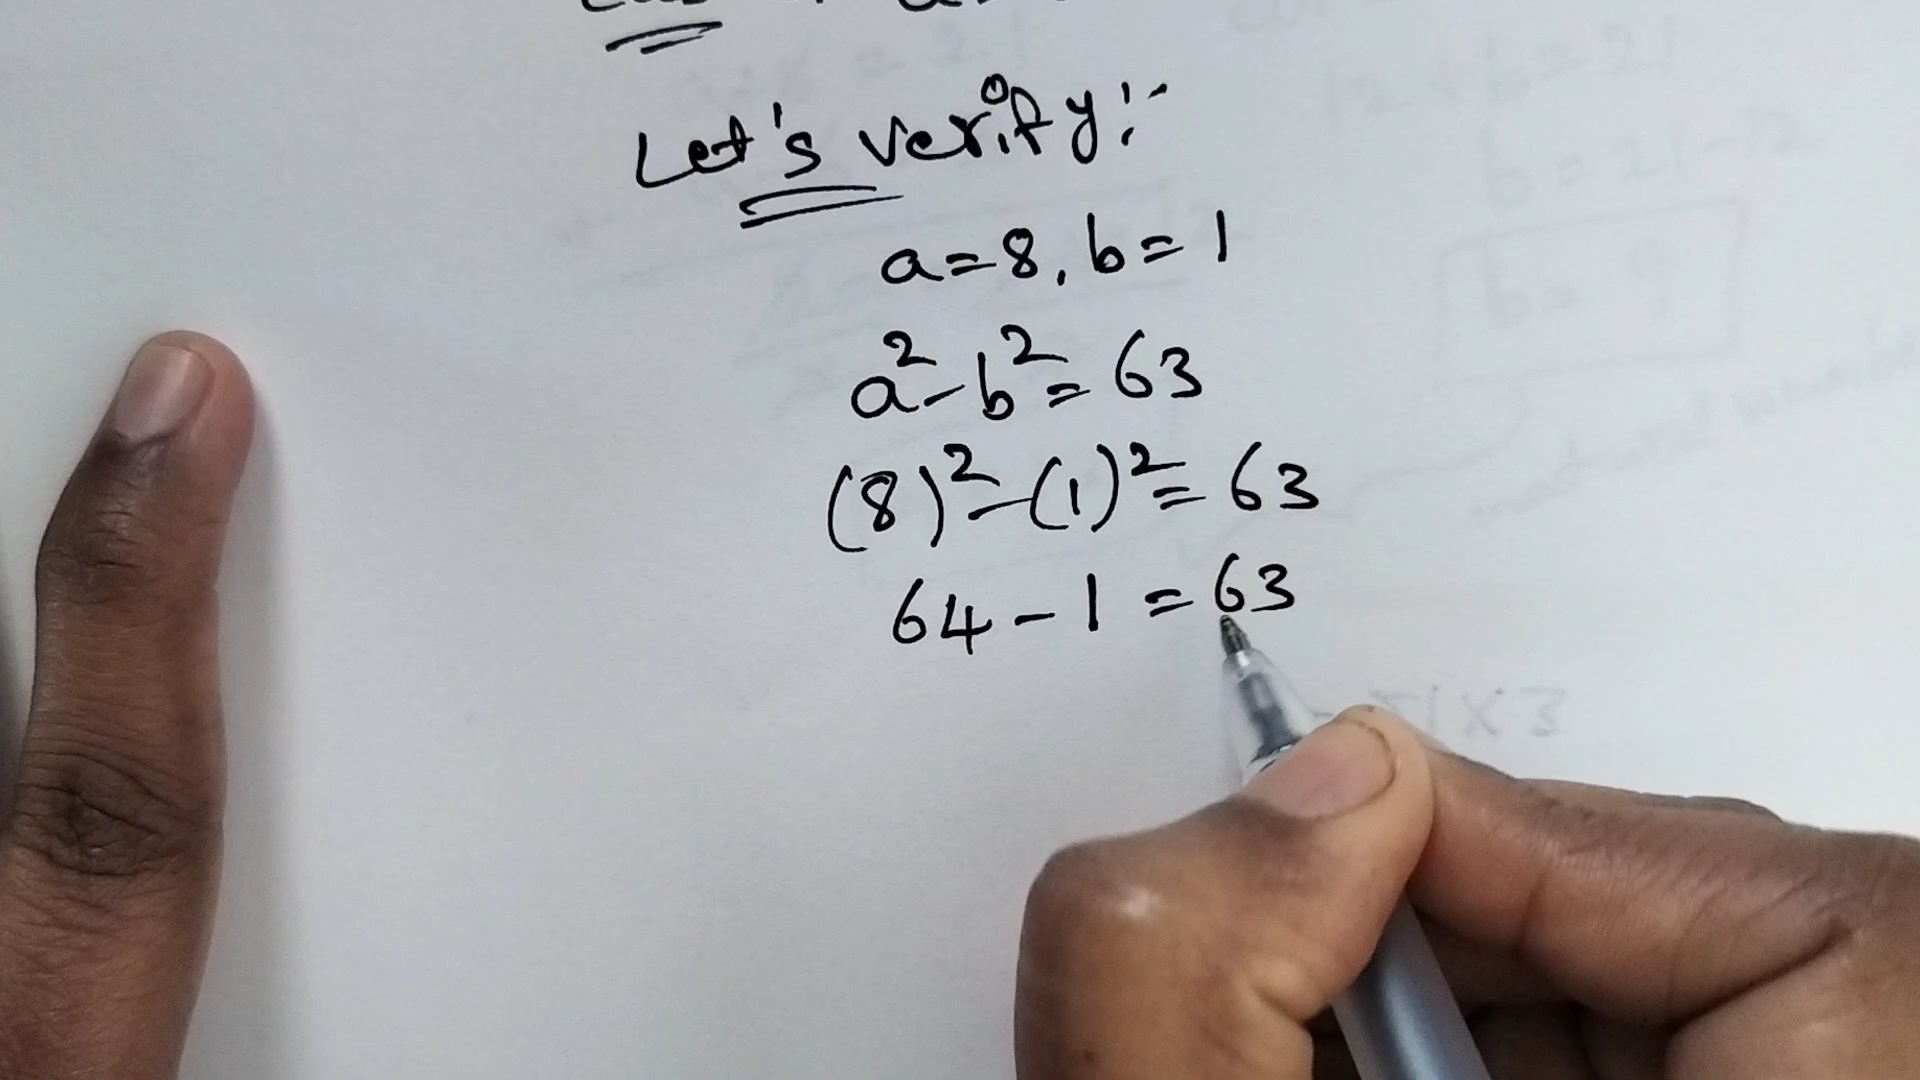 Let's verify:-
a=8, b=1
a²-b²=63
(8)²-(1)²=63
64-1=63